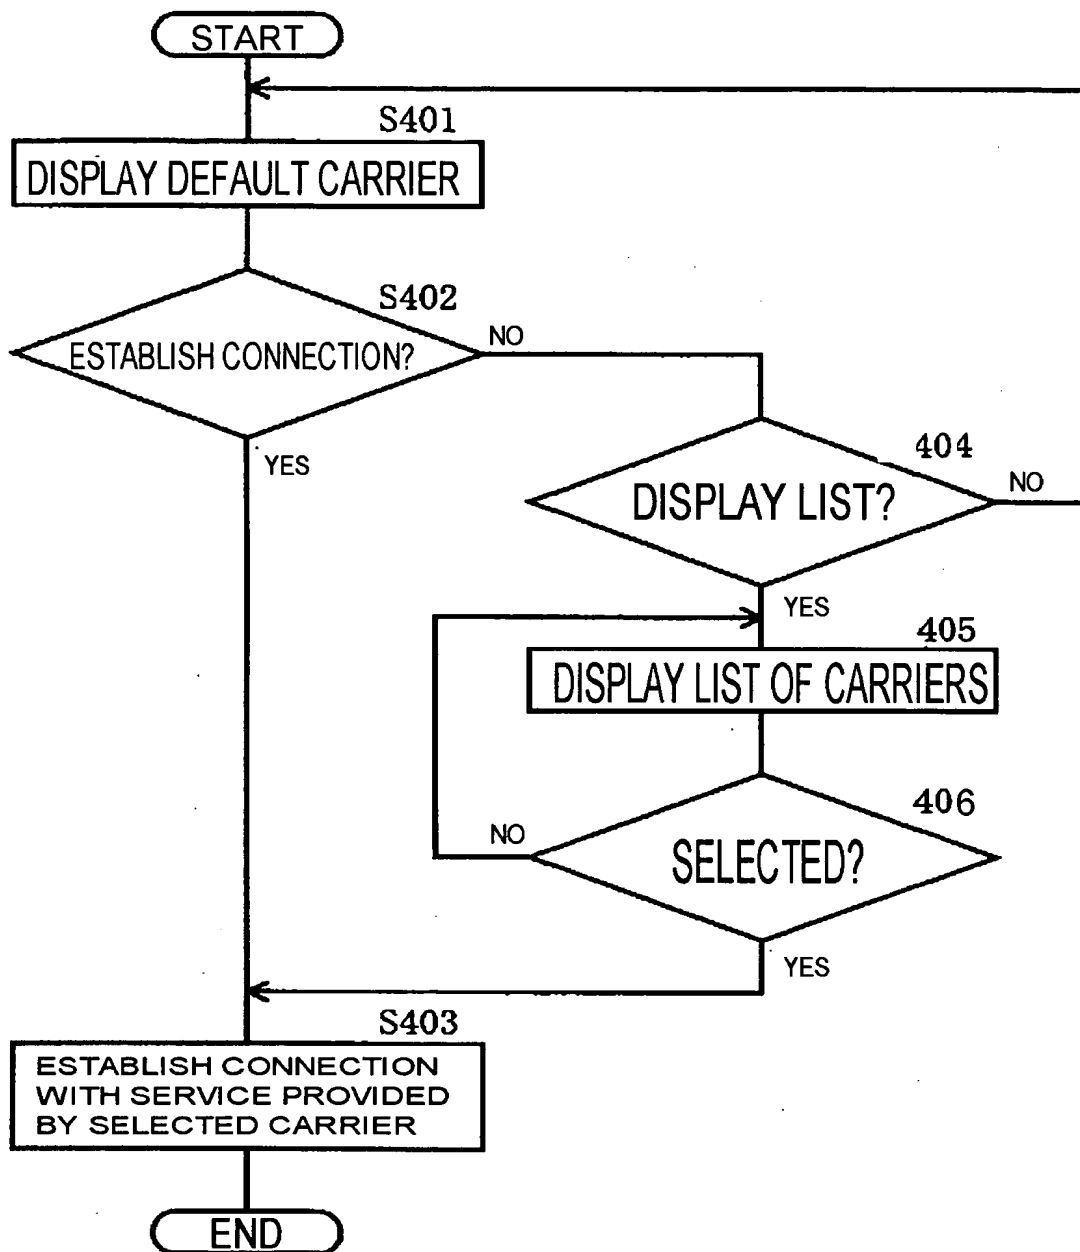 START
S401
DISPLAY DEFAULT CARRIER
S402
ESTABLISH CONNECTION?
NO
YES
404
DISPLAY LIST?
NO
YES
405
DISPLAY LIST OF CARRIERS
406
SELECTED?
NO
YES
S403
ESTABLISH CONNECTION
WITH SERVICE PROVIDED
BY SELECTED CARRIER
END